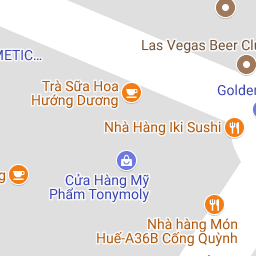 Las Vegas Beer Clu
METIC...
Trà Sữa Hoa
Hướng Dương
Golden
Nhà Hàng Iki Sushi
Cửa Hàng Mỹ
Phẩm Tonymoly
g
Nhà hàng Món
Huế-A36B Cống Quỳnh